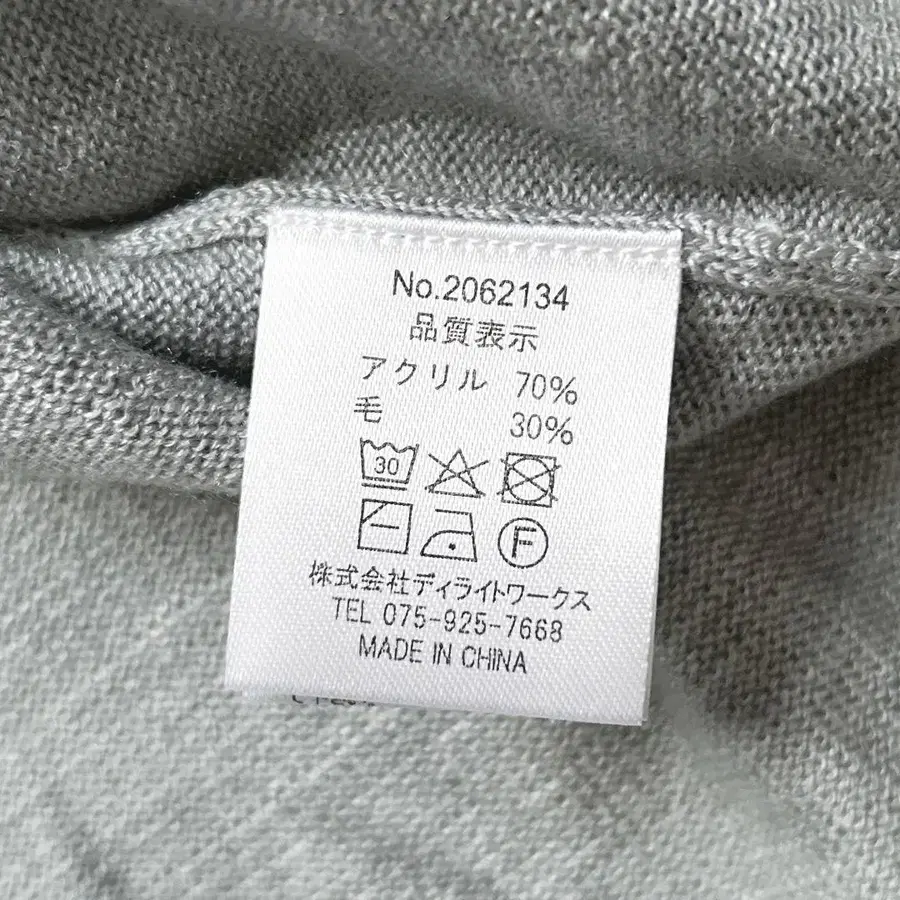 No.2062134
品質表示
アクリル 70%
毛 30%
30
F
株式会社ディライトワークス
TEL 075-925-7668
MADE IN CHINA